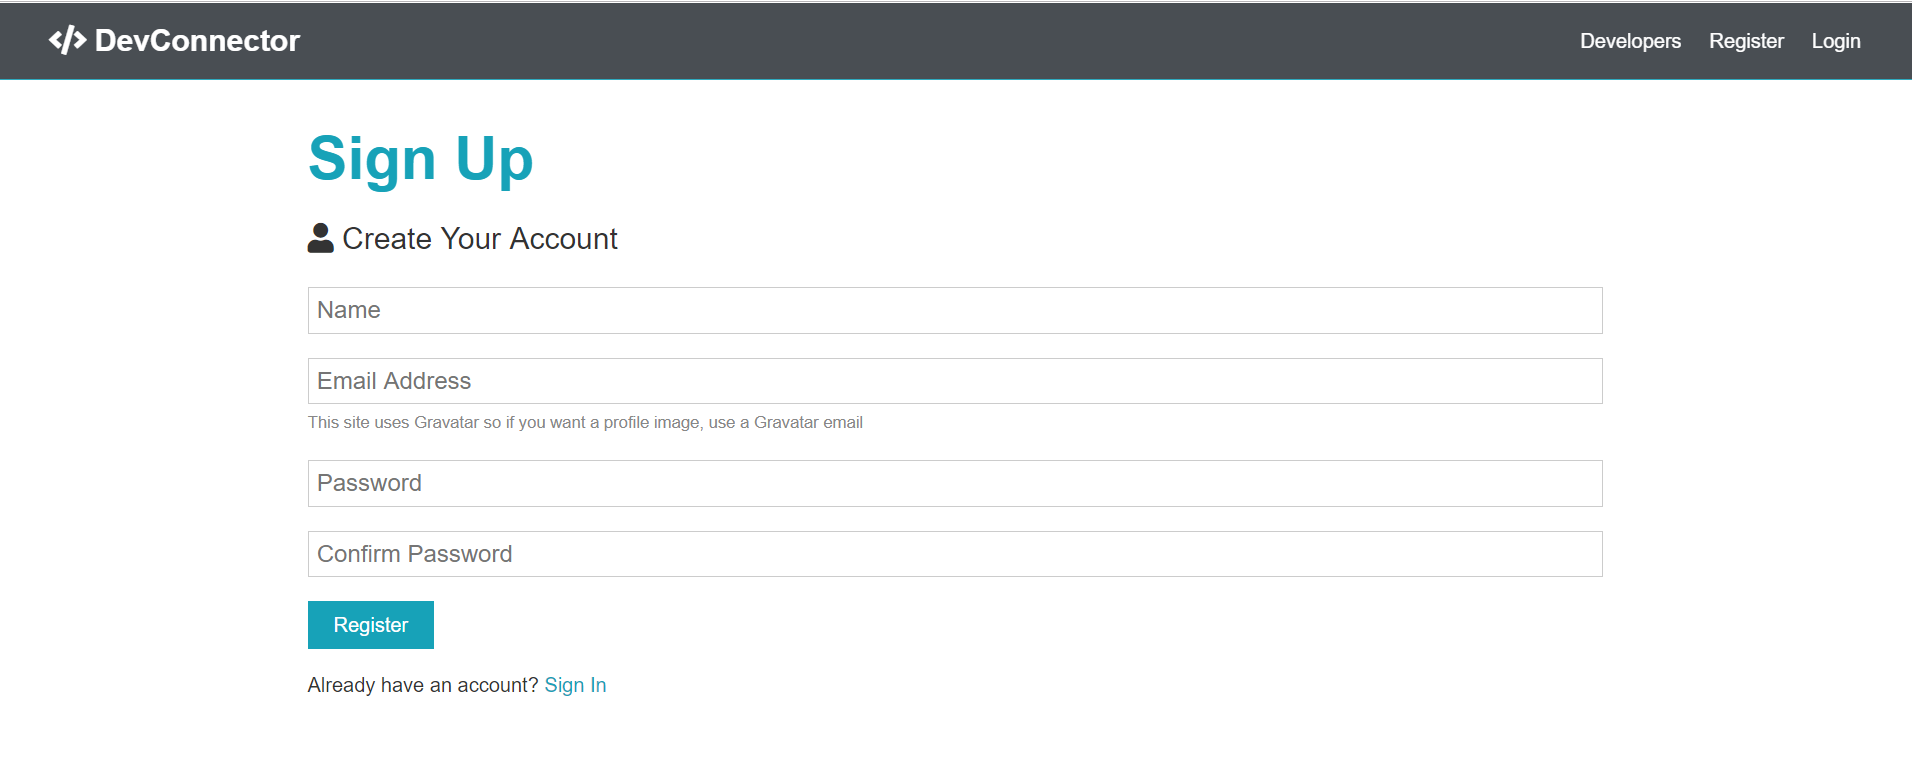 DevConnector
Developers Register Login
Sign Up
Create Your Account
Name
Email Address
This site uses Gravatar so if you want a profile image, use a Gravatar email
Password
Confirm Password
Register
Already have an account? Sign In